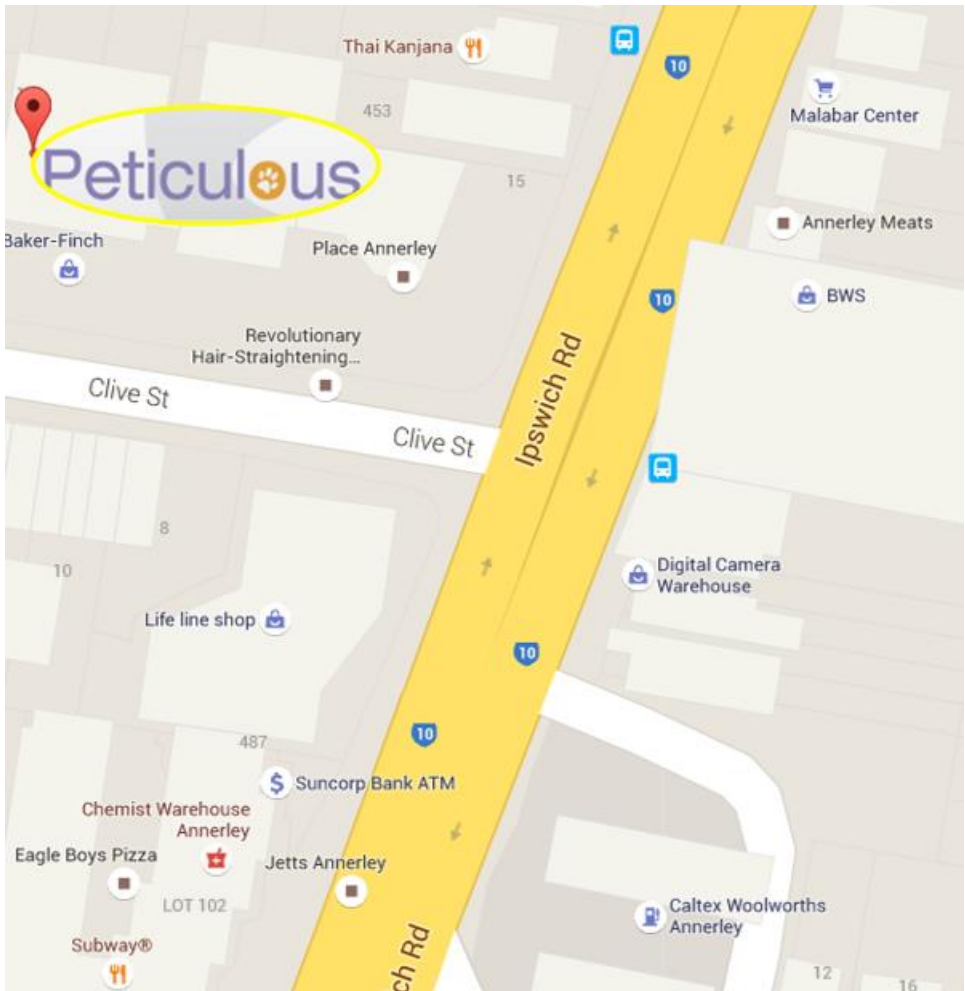 Thai Kanjana
10
Malabar Center
453
Peticulous
15
Annerley Meats
Baker-Finch
Place Annerley
BWS
10
Revolutionary
Hair-Straightening...
Ipswich Rd
Clive St
Clive St
8
10
Digital Camera
Warehouse
Life line shop
10
10
487
$ Suncorp Bank ATM
Chemist Warehouse
Annerley
Eagle Boys Pizza
Jetts Annerley
LOT 102
Caltex Woolworths
Annerley
Subway®
ch Rd
12
16